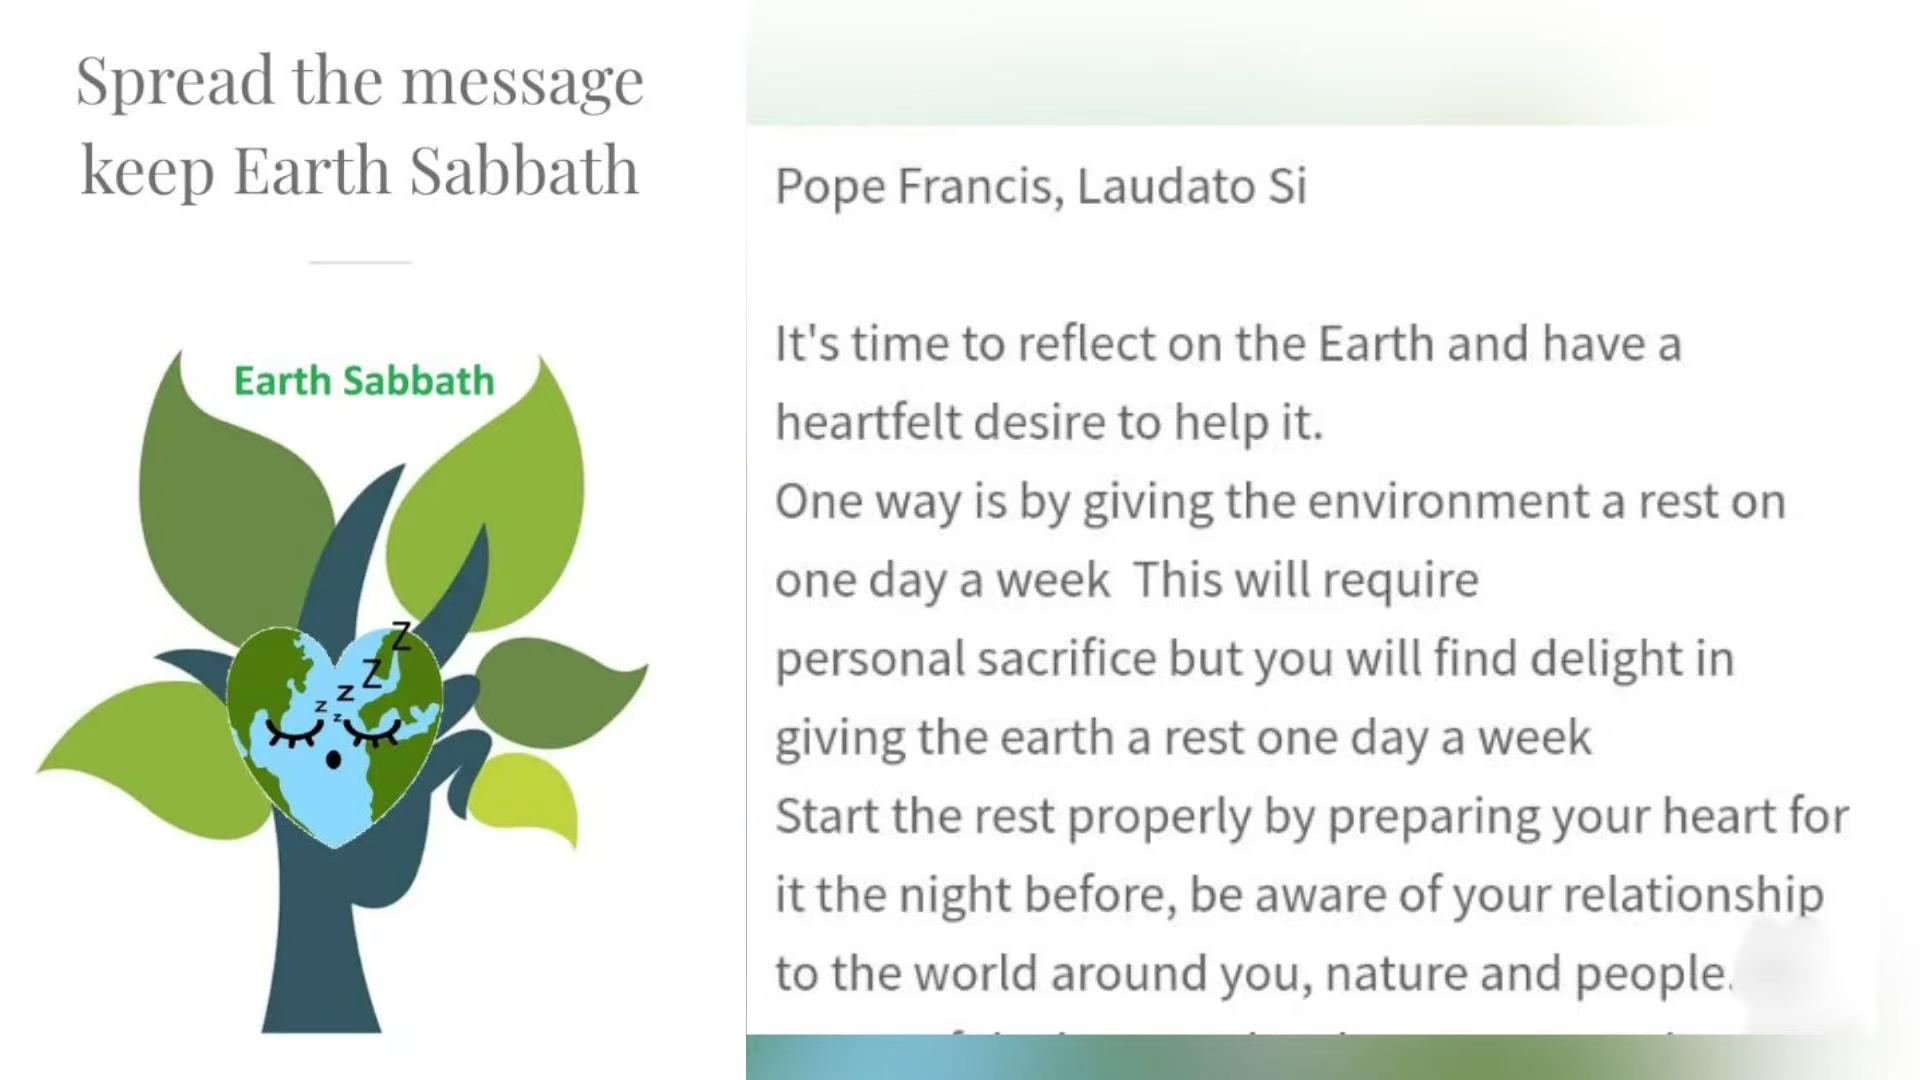 Spread the message
keep Earth Sabbath
Earth Sabbath
Z
Z
z
z
z
Pope Francis, Laudato Si
It's time to reflect on the Earth and have a
heartfelt desire to help it.
One way is by giving the environment a rest on
one day a week  This will require
personal sacrifice but you will find delight in
giving the earth a rest one day a week
Start the rest properly by preparing your heart for
it the night before, be aware of your relationship
to the world around you, nature and people.